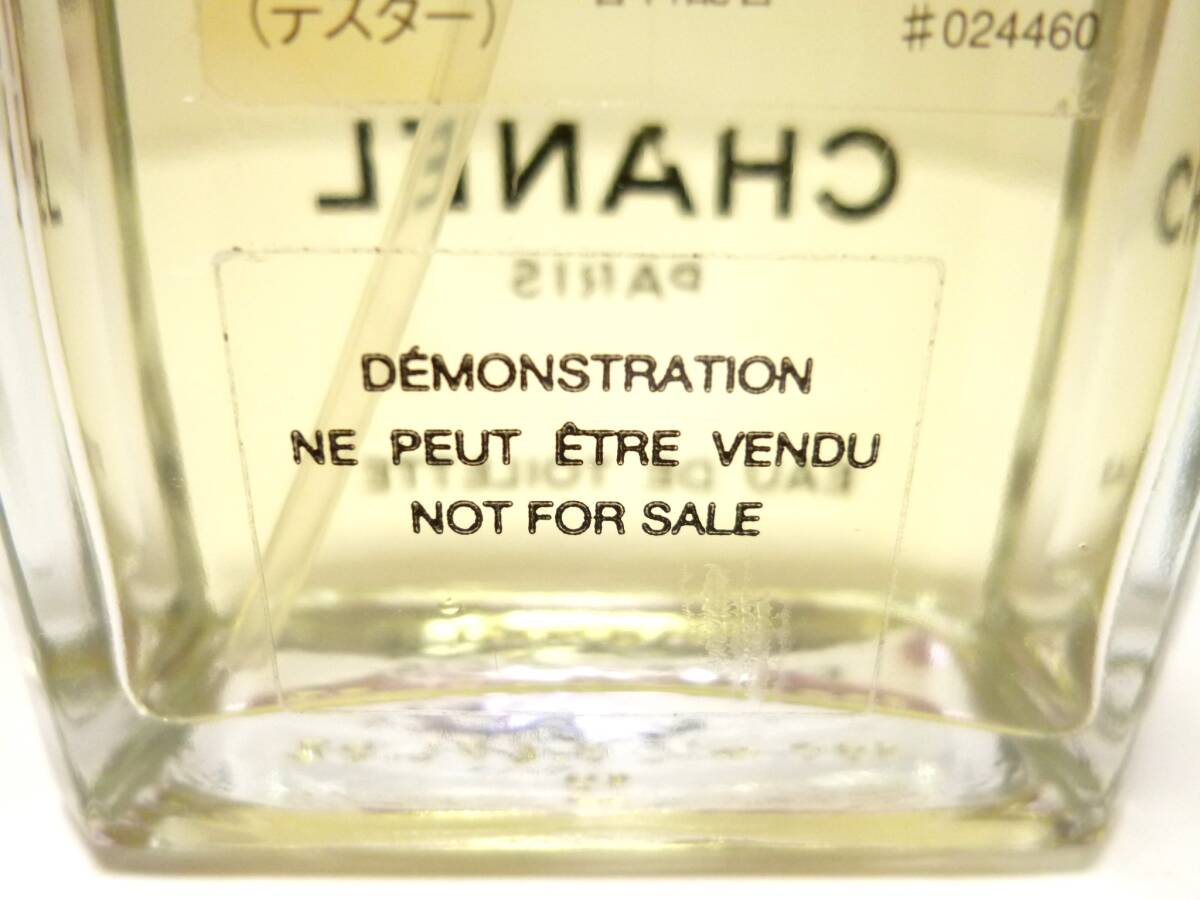 (テスター)
#024460
CHANEL
PARIS
DÉMONSTRATION
NE PEUT ÊTRE VENDU
EAU DE TOILETTE
NOT FOR SALE